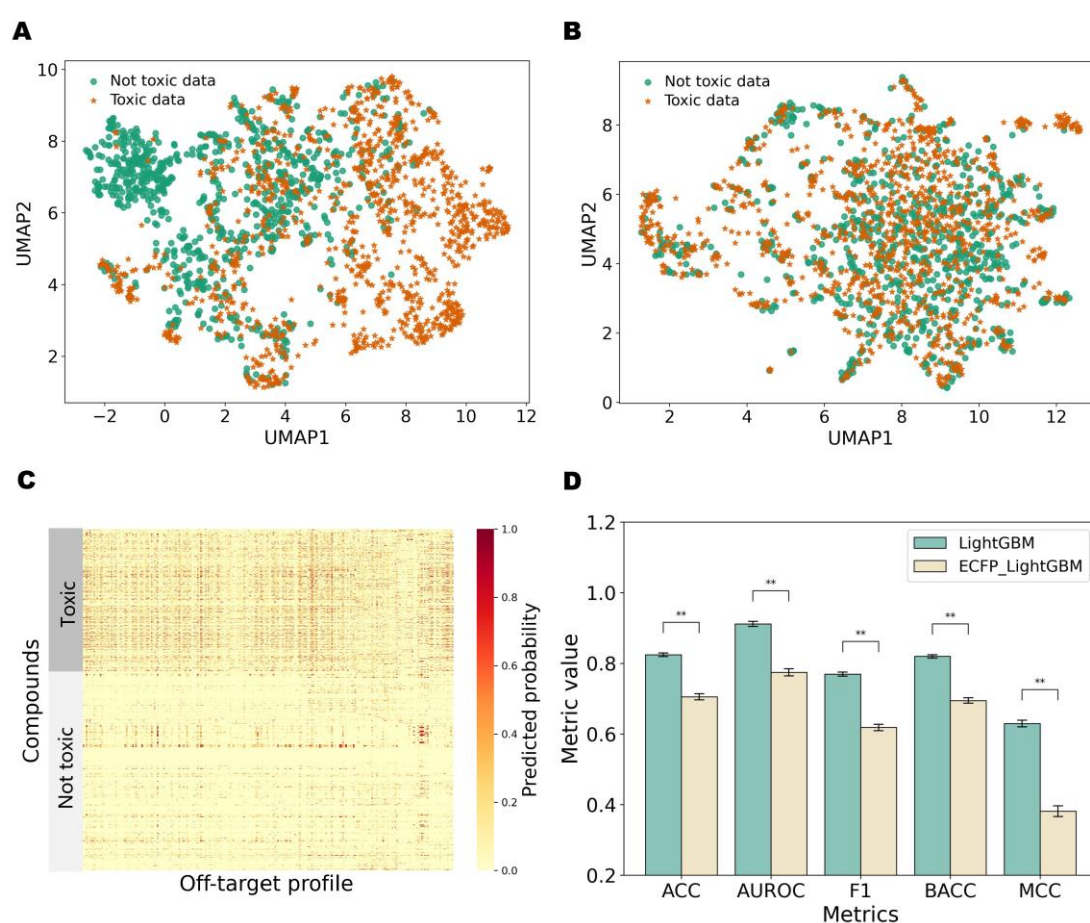 A
Not toxic data
Toxic data
10
8
6
4
2
UMAP2
−2
0
2
4
6
8
10
12
UMAP1
B
Not toxic data
Toxic data
8
6
4
2
0
UMAP2
2
4
6
8
10
12
UMAP1
C
Compounds
Toxic
Not toxic
Off-target profile
1.0
0.8
0.6
0.4
0.2
0.0
Predicted probability
D
LightGBM
ECFP_LightGBM
1.2
1.0
0.8
0.6
0.4
0.2
Metric value
**
**
**
**
**
ACC
AUROC
F1
BACC
MCC
Metrics